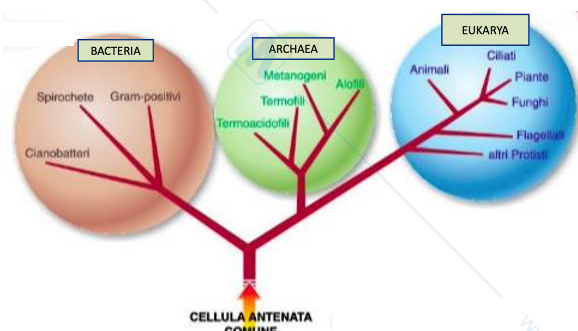 BACTERIA
ARCHAEA
EUKARYA
Spirochete
Gram-positivi
Cianobatteri
Metanogeni
Alofili
Termofili
Termoacidofili
Ciliati
Animali
Piante
Funghi
Flagellati
altri Protisti
CELLULA ANTENATA
COMUNE